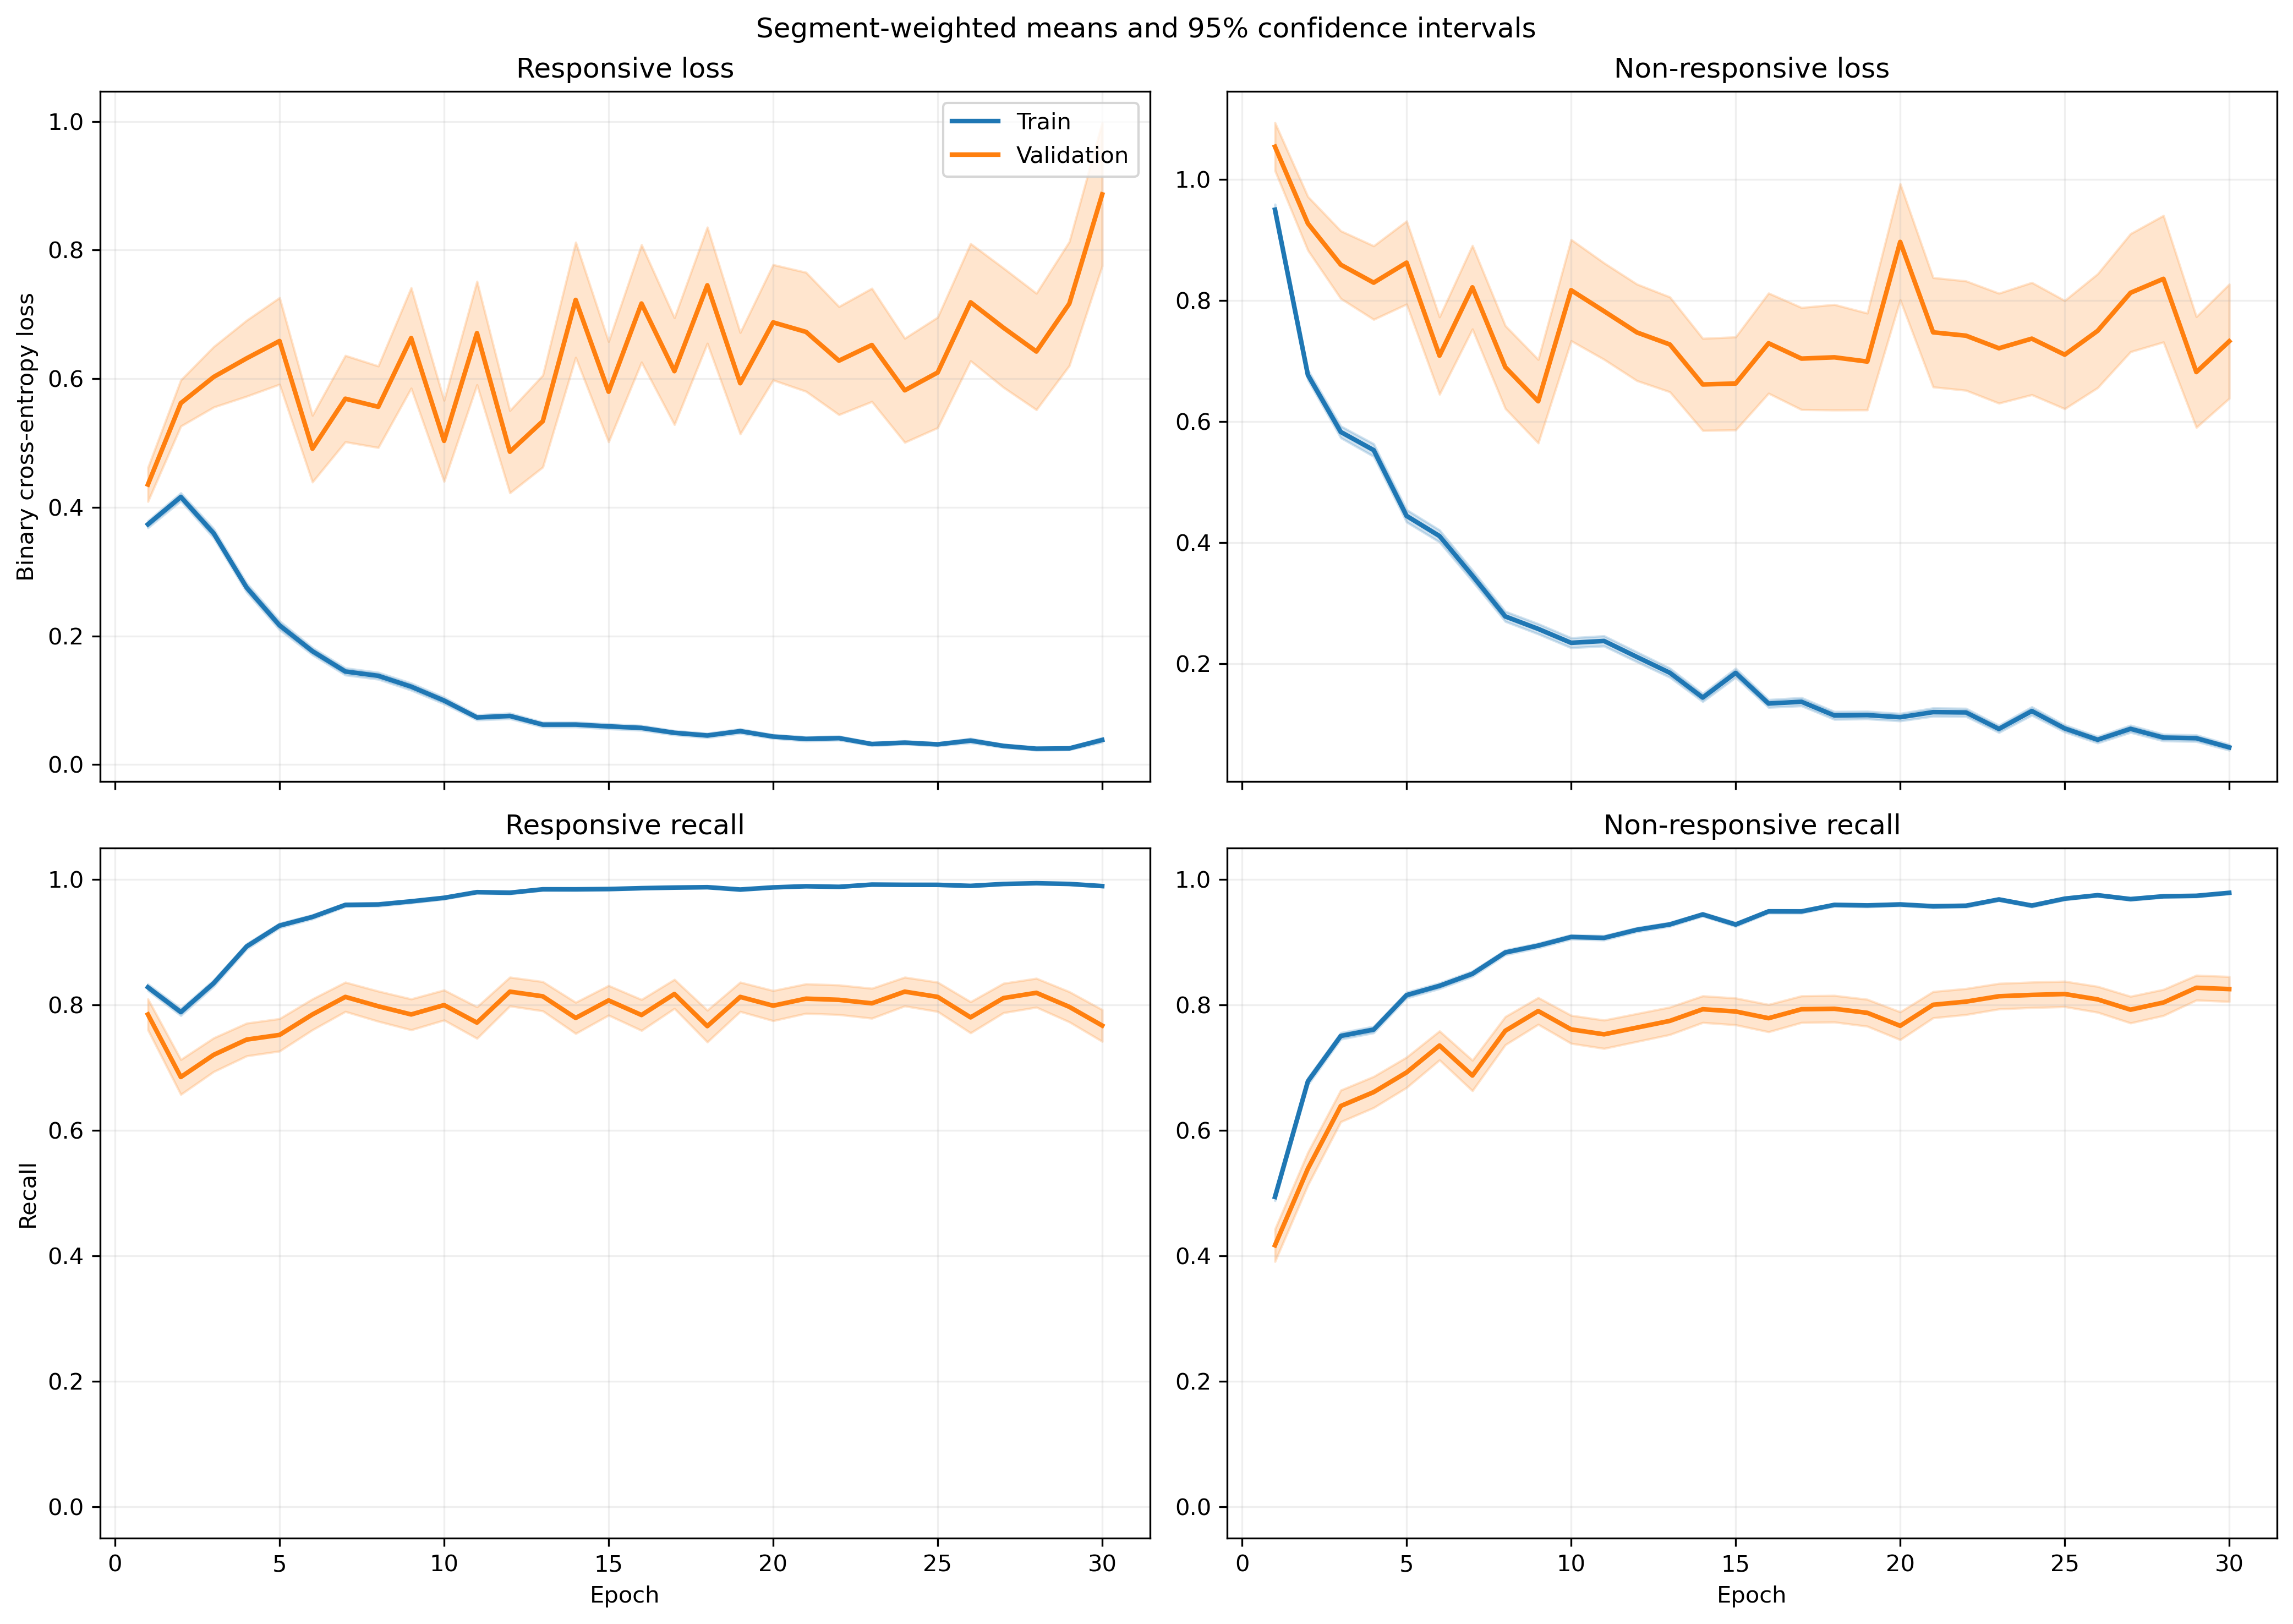 Segment-weighted means and 95% confidence intervals
Responsive loss
Non-responsive loss
Binary cross-entropy loss
1.0
0.8
0.6
0.4
0.2
0.0
Train
Validation
1.0
0.8
0.6
0.4
0.2
Responsive recall
Non-responsive recall
Recall
1.0
0.8
0.6
0.4
0.2
0.0
0 5 10 15 20 25 30
Epoch
1.0
0.8
0.6
0.4
0.2
0.0
0 5 10 15 20 25 30
Epoch